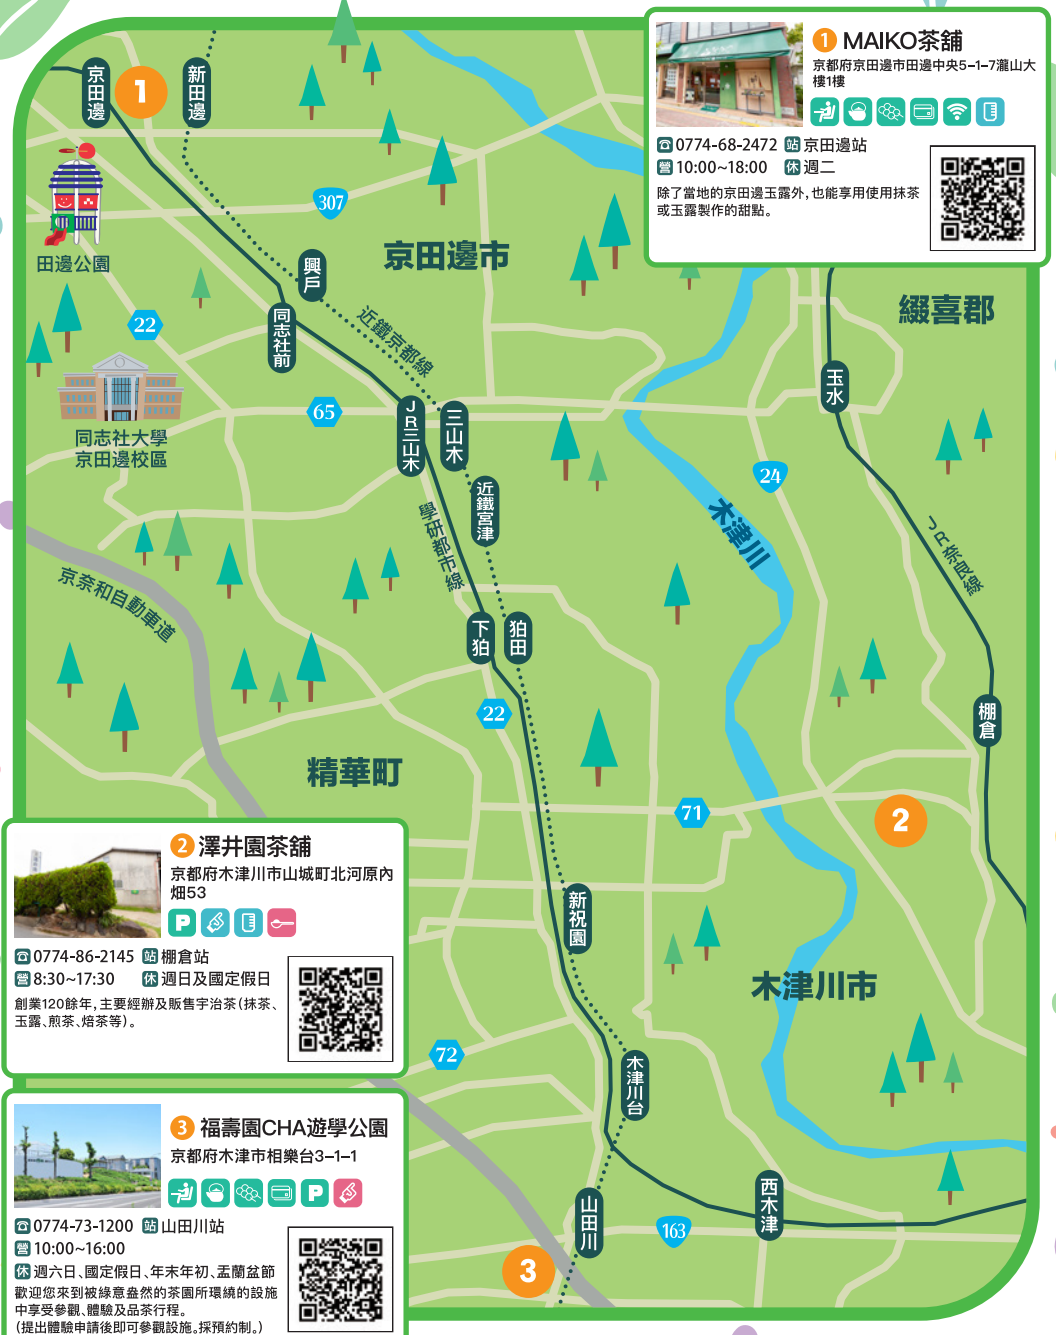 1 MAIKO茶舖
京都府京田邊市田邊中央5-1-7瀧山大
樓1樓
0774-68-2472 站 京田邊站
營 10:00~18:00 休 週二
除了當地的京田邊玉露外,也能享用使用抹茶
或玉露製作的甜點。
京田邊
1
新田邊
307
田邊公園
京田邊市
綴喜郡
興戶
22
同志社前
近鐵京都線
玉水
65
JR三山木
三山木
同志社大學
京田邊校區
24
近鐵宮津
木津川
學研都市線
JR奈良線
京奈和自動車道
下狛
狛田
22
棚倉
精華町
71
2
2 澤井園茶舖
京都府木津川市山城町北河原內
畑53
P
0774-86-2145 站 棚倉站
營 8:30~17:30 休 週日及國定假日
創業120餘年,主要經辦及販售宇治茶(抹茶、
玉露、煎茶、焙茶等)。
新祝園
木津川市
72
木津川台
3 福壽園CHA遊學公園
京都府木津市相樂台3-1-1
P
0774-73-1200 站 山田川站
營 10:00~16:00
休 週六日、國定假日、年末年初、盂蘭盆節
歡迎您來到被綠意盎然的茶園所環繞的設施
中享受參觀、體驗及品茶行程。
(提出體驗申請後即可參觀設施。採預約制。)
山田川
西木津
163
3